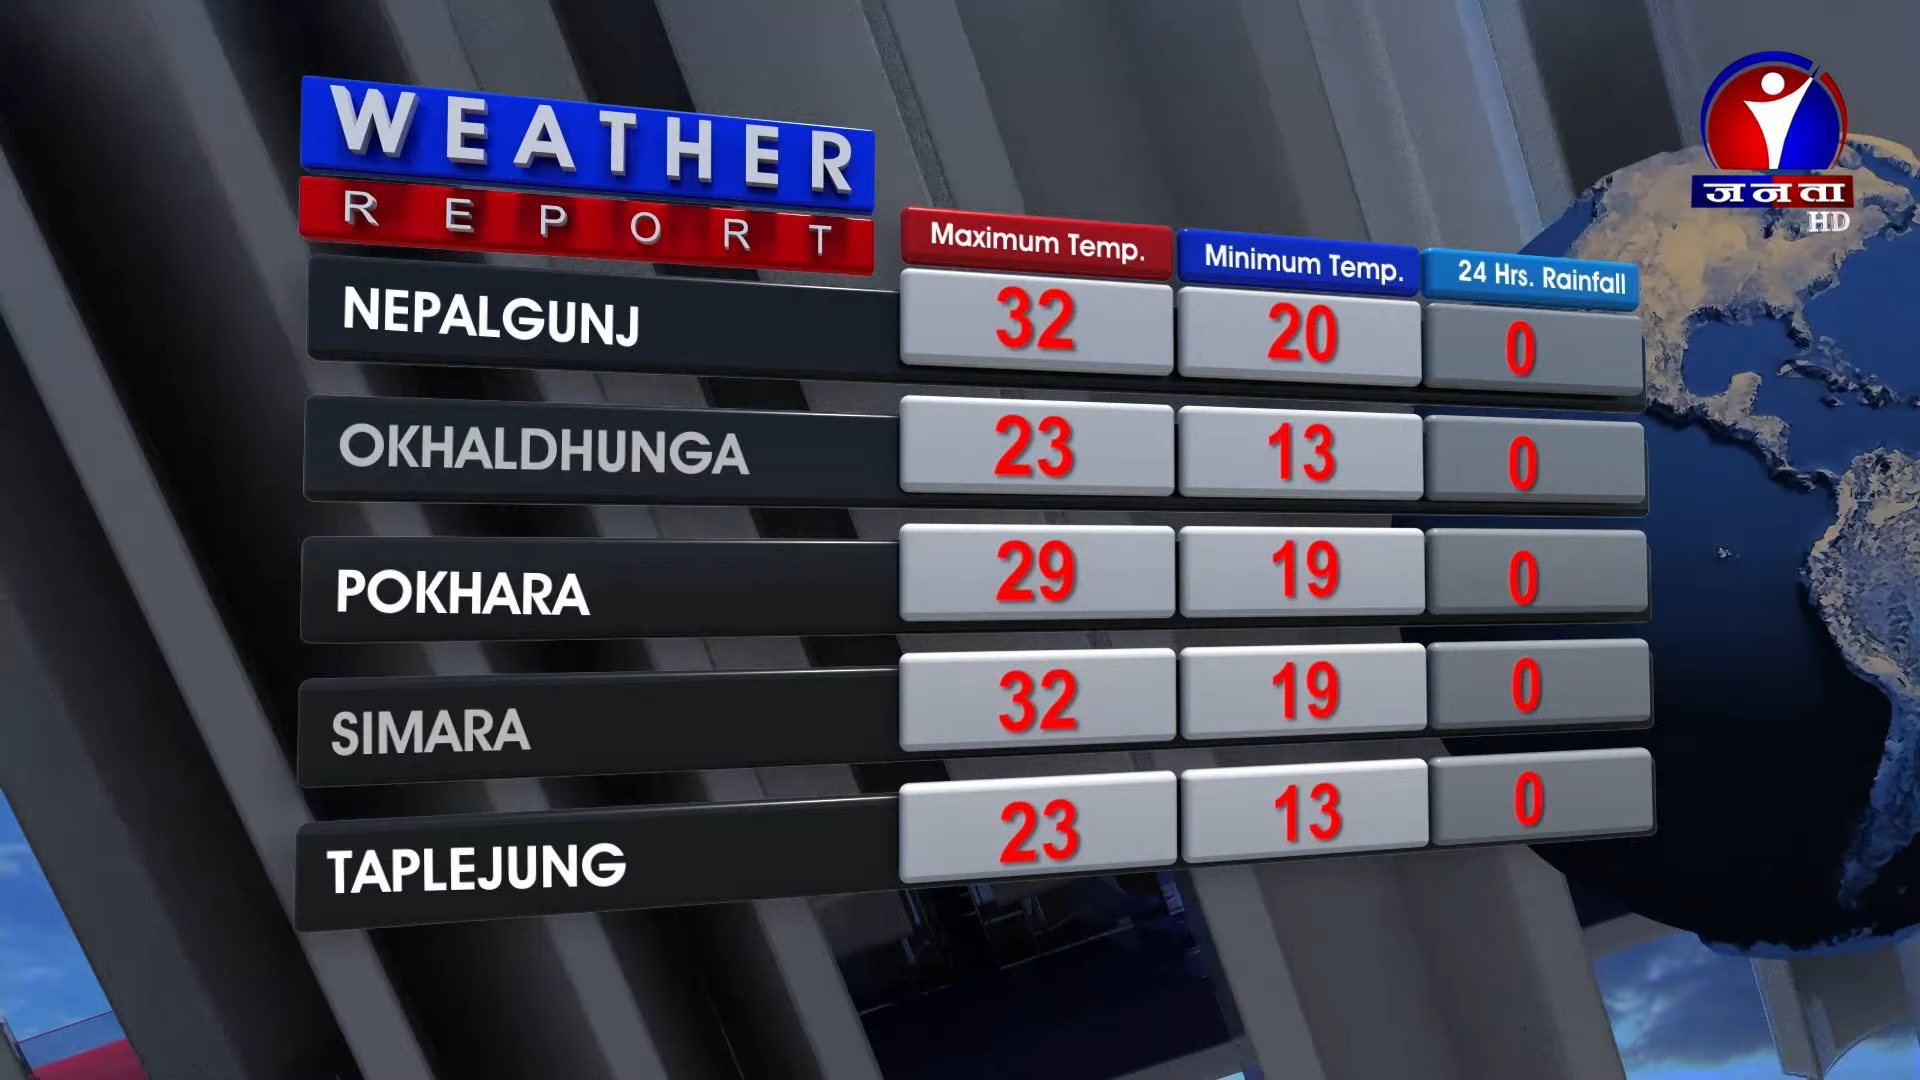 WEATHER
REPORT
जनता
HD
Maximum Temp. Minimum Temp. 24 Hrs. Rainfall
NEPALGUNJ 32 20 0
OKHALDHUNGA 23 13 0
POKHARA 29 19 0
SIMARA 32 19 0
TAPLEJUNG 23 13 0